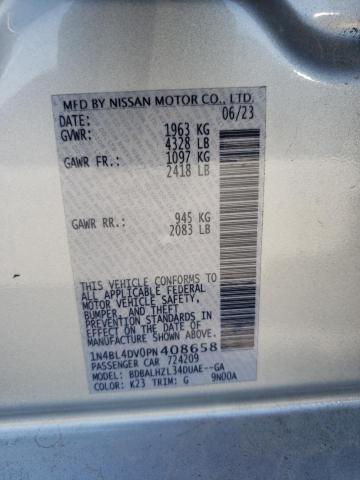 MFD BY NISSAN MOTOR CO., LTD.
DATE: 06/23
GVWR: 1963 KG
4328 LB
GAWR FR.: 1097 KG
2418 LB
GAWR RR.: 945 KG
2083 LB
THIS VEHICLE CONFORMS TO
ALL APPLICABLE FEDERAL
MOTOR VEHICLE SAFETY,
BUMPER, AND THEFT
PREVENTION STANDARDS
IN EFFECT ON THE DATE OF
MANUFACTURE SHOWN ABOVE.
1N4BL4DV0PN408658
PASSENGER CAR 724209
MODEL: BDBALHZL34DUAE--GA
COLOR: K23 TRIM: G 9N00A